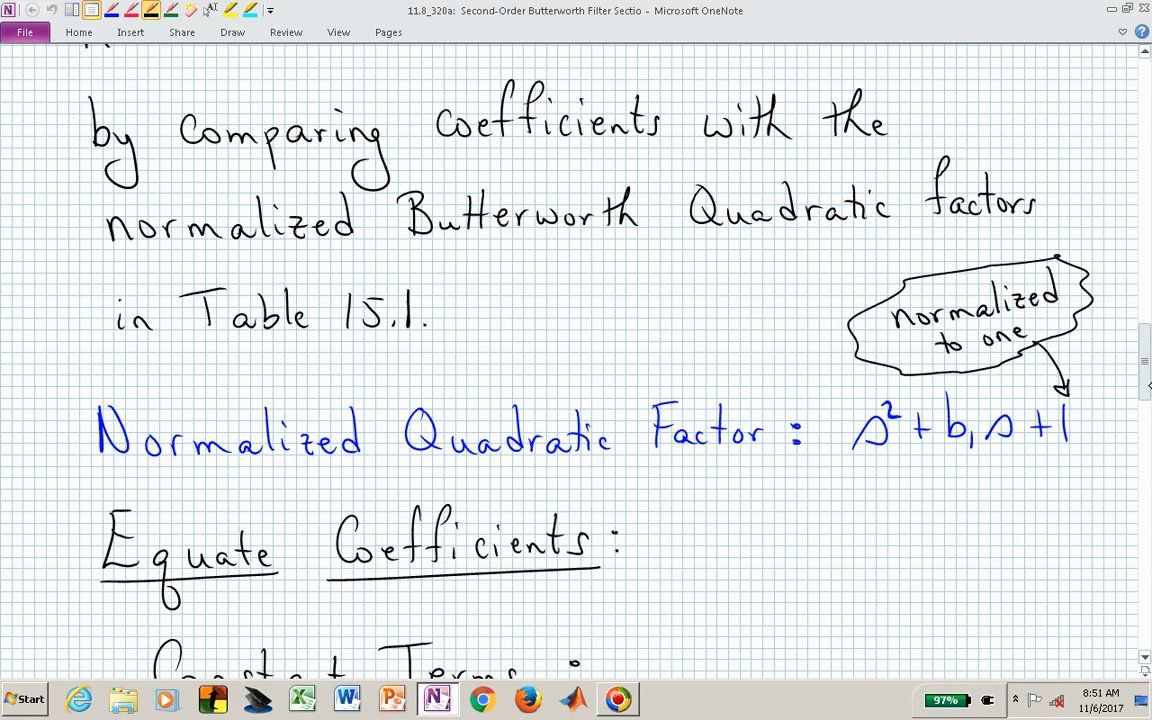 11.8_320a: Second-Order Butterworth Filter Sectio - Microsoft OneNote
File Home Insert Share Draw Review View Pages
by comparing coefficients with the
normalized Butterworth Quadratic factors
in Table 15.1.
normalized
to one
Normalized Quadratic Factor : s² + b₁s + 1
Equate Coefficients :
Constant Terms :
97%
8:51 AM
11/6/2017
Start